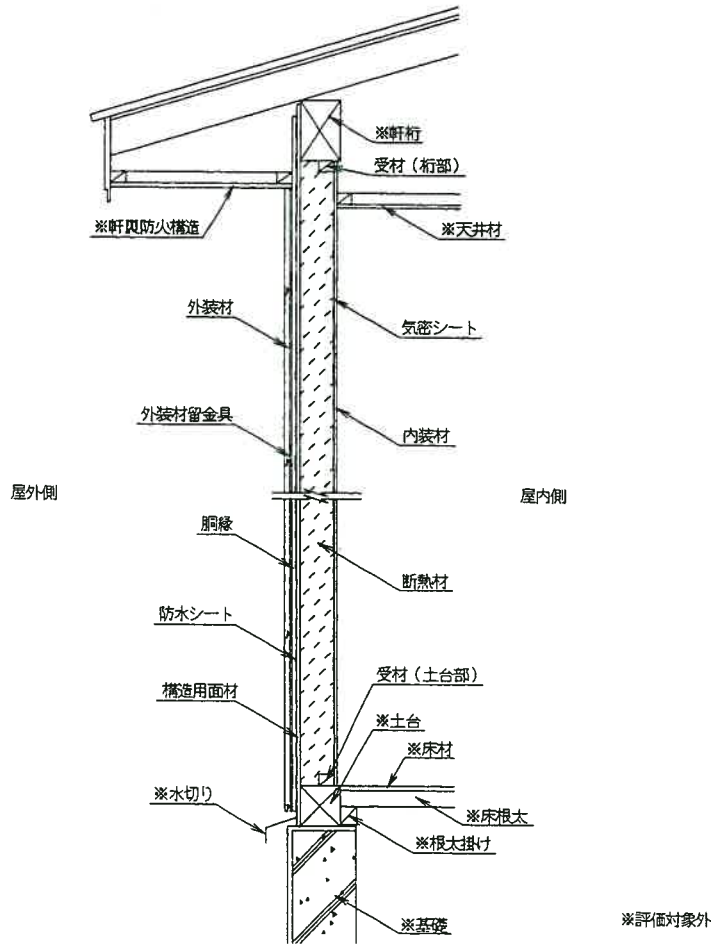 ※軒桁
受材（桁部）
※軒裏防火構造
※天井材
外装材
気密シート
外装材留金具
内装材
屋外側
屋内側
胴縁
断熱材
防水シート
受材（土台部）
構造用面材
※土台
※床材
※水切り
※床根太
※根太掛け
※基礎
※評価対象外